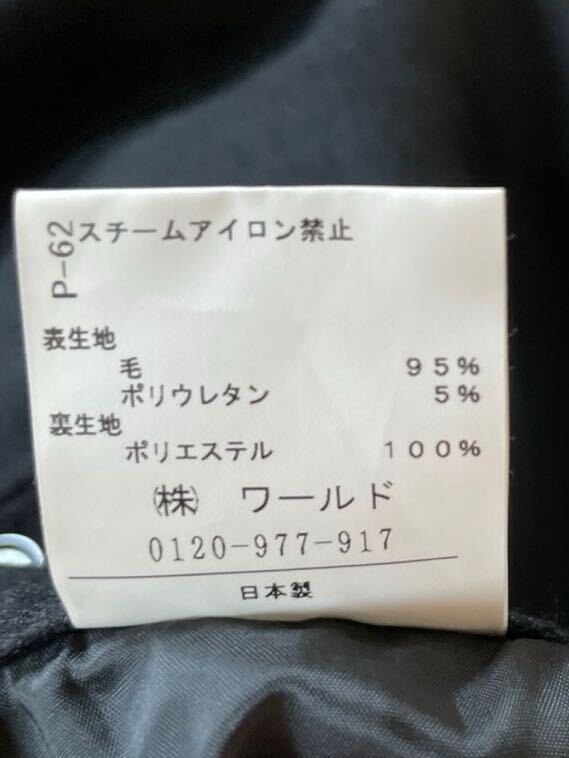 P-62
スチームアイロン禁止
表生地
毛 95%
ポリウレタン 5%
裏生地
ポリエステル 100%
㈱ ワールド
0120-977-917
日本製